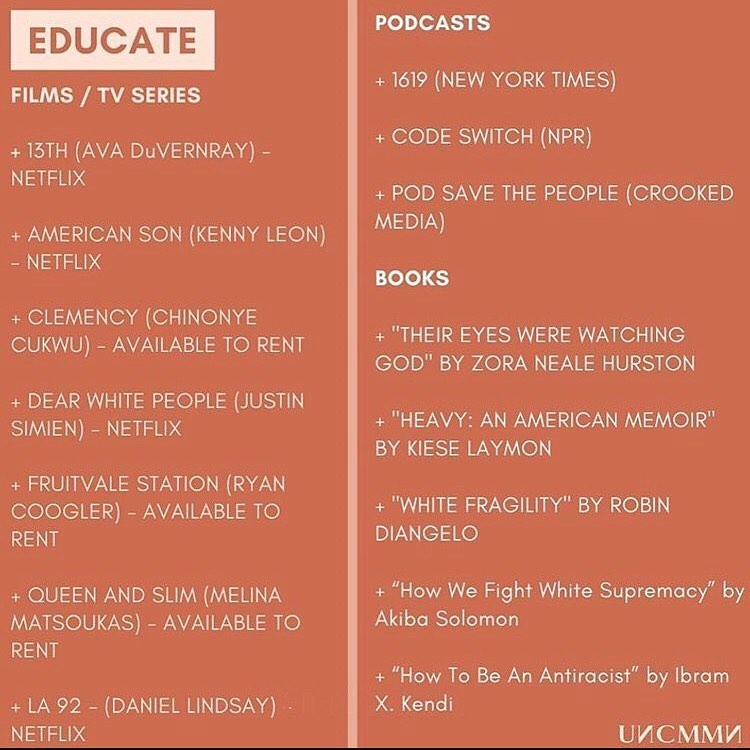 EDUCATE
FILMS / TV SERIES
+ 13TH (AVA DuVERNRAY) –
NETFLIX
+ AMERICAN SON (KENNY LEON)
– NETFLIX
+ CLEMENCY (CHINONYE
CUKWU) – AVAILABLE TO RENT
+ DEAR WHITE PEOPLE (JUSTIN
SIMIEN) – NETFLIX
+ FRUITVALE STATION (RYAN
COOGLER) – AVAILABLE TO
RENT
+ QUEEN AND SLIM (MELINA
MATSOUKAS) – AVAILABLE TO
RENT
+ LA 92 – (DANIEL LINDSAY) -
NETFLIX
PODCASTS
+ 1619 (NEW YORK TIMES)
+ CODE SWITCH (NPR)
+ POD SAVE THE PEOPLE (CROOKED
MEDIA)
BOOKS
+ "THEIR EYES WERE WATCHING
GOD" BY ZORA NEALE HURSTON
+ "HEAVY: AN AMERICAN MEMOIR"
BY KIESE LAYMON
+ "WHITE FRAGILITY" BY ROBIN
DIANGELO
+ “How We Fight White Supremacy” by
Akiba Solomon
+ “How To Be An Antiracist” by Ibram
X. Kendi
UИCMMИ